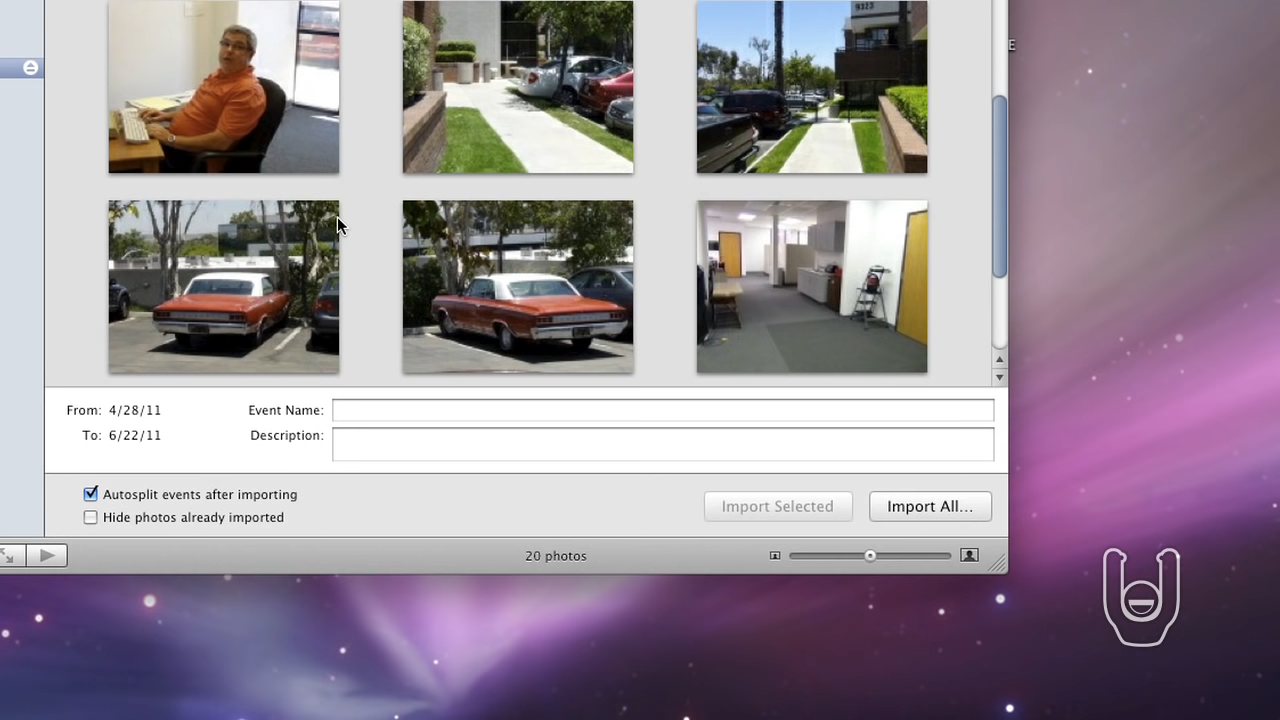 9323
E
From: 4/28/11
Event Name:
To: 6/22/11
Description:
Autosplit events after importing
Hide photos already imported
Import Selected
Import All...
20 photos